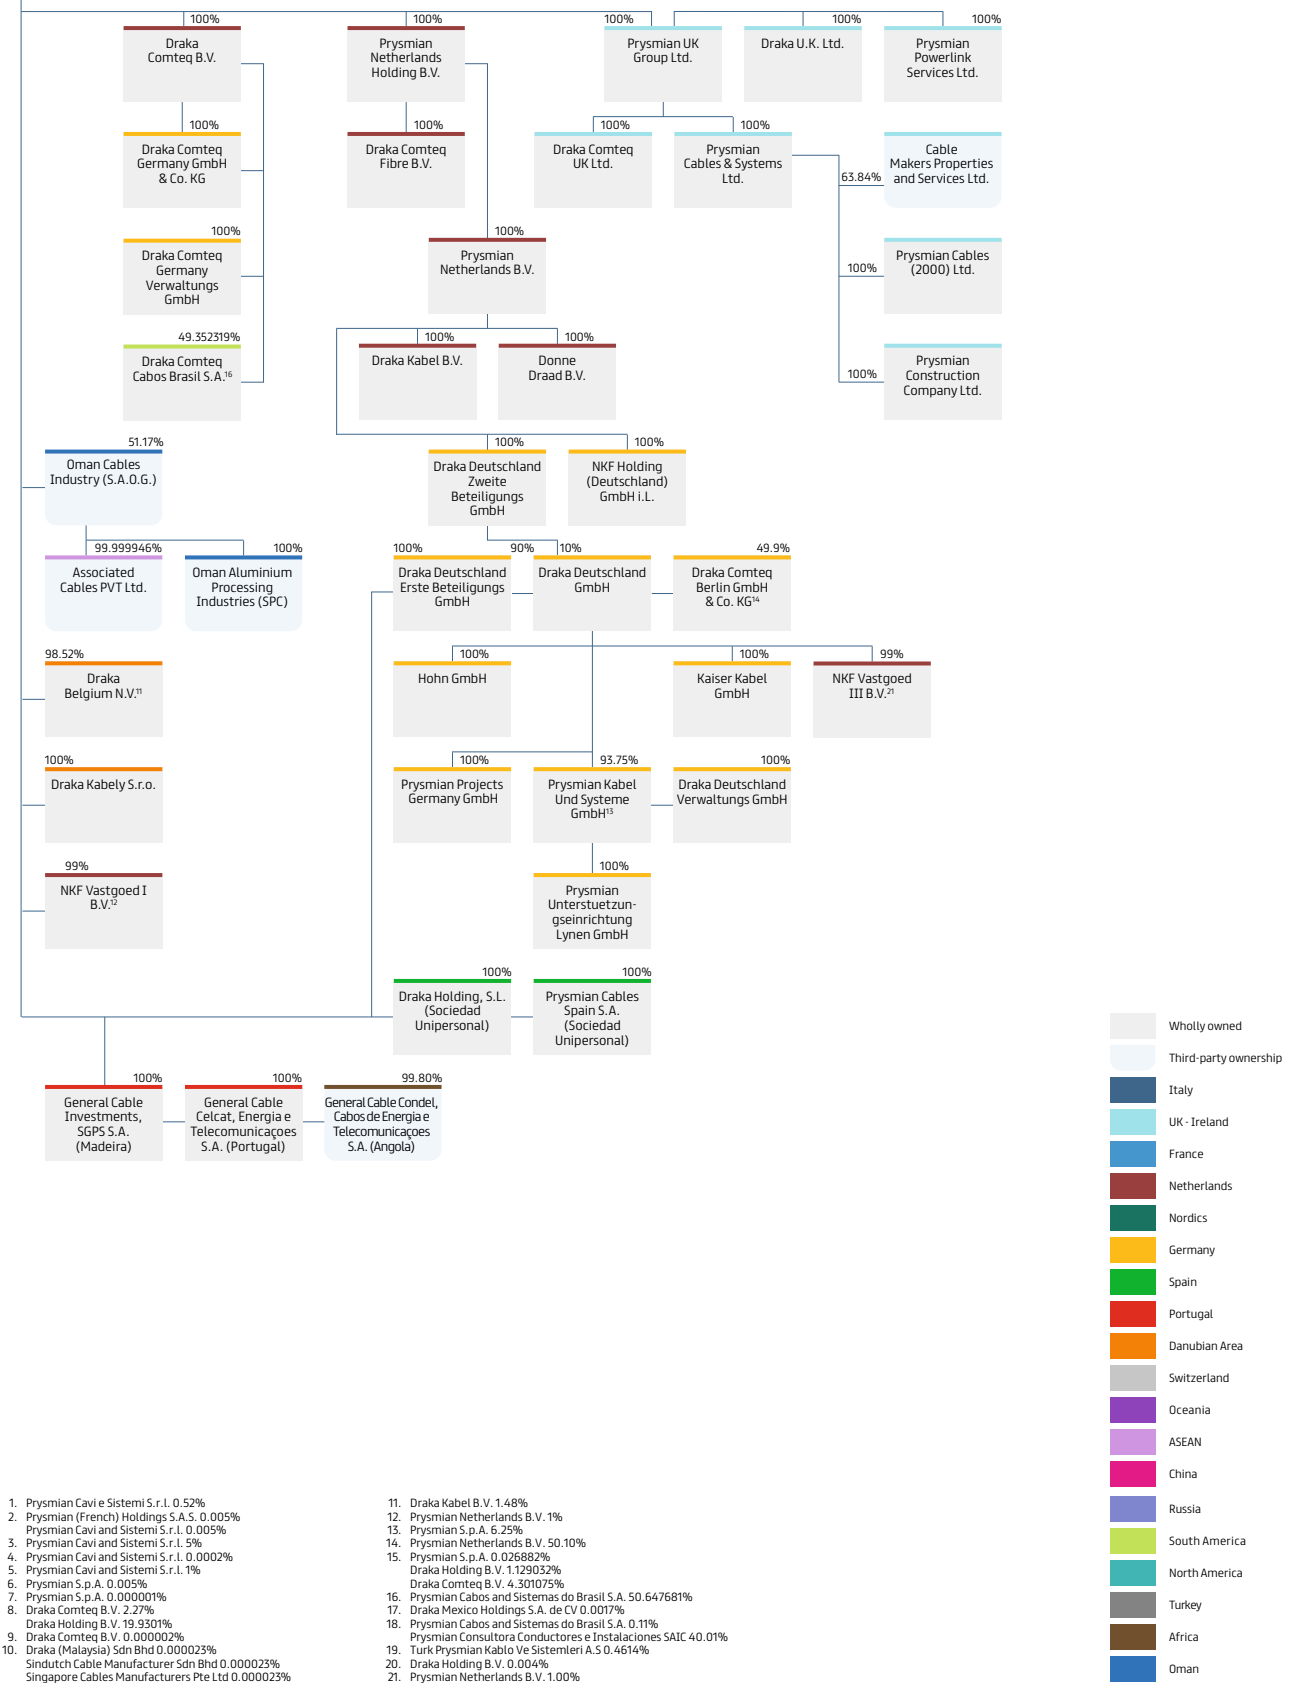 100%
Draka
Comteq B.V.
100%
Prysmian
Netherlands
Holding B.V.
100%
Prysmian UK
Group Ltd.
100%
Draka U.K. Ltd.
100%
Prysmian
Powerlink
Services Ltd.
100%
Draka Comteq
Germany GmbH
& Co. KG
100%
Draka Comteq
Fibre B.V.
100%
Draka Comteq
UK Ltd.
100%
Prysmian
Cables & Systems
Ltd.
63.84%
Cable
Makers Properties
and Services Ltd.
100%
Draka Comteq
Germany
Verwaltungs
GmbH
100%
Prysmian
Netherlands B.V.
100%
Prysmian Cables
(2000) Ltd.
49.352319%
Draka Comteq
Cabos Brasil S.A.16
100%
Draka Kabel B.V.
100%
Donne
Draad B.V.
100%
Prysmian
Construction
Company Ltd.
51.17%
Oman Cables
Industry (S.A.O.G.)
100%
Draka Deutschland
Zweite
Beteiligungs
GmbH
100%
NKF Holding
(Deutschland)
GmbH i.L.
99.999946%
Associated
Cables PVT Ltd.
100%
Oman Aluminium
Processing
Industries (SPC)
100%
Draka Deutschland
Erste Beteiligungs
GmbH
90%
10%
Draka Deutschland
GmbH
49.9%
Draka Comteq
Berlin GmbH
& Co. KG14
98.52%
Draka
Belgium N.V.11
100%
Hohn GmbH
100%
Kaiser Kabel
GmbH
99%
NKF Vastgoed
III B.V.21
100%
Draka Kabely S.r.o.
100%
Prysmian Projects
Germany GmbH
93.75%
Prysmian Kabel
Und Systeme
GmbH13
100%
Draka Deutschland
Verwaltungs GmbH
99%
NKF Vastgoed I
B.V.12
100%
Prysmian
Unterstuetzun-
gseinrichtung
Lynen GmbH
100%
Draka Holding, S.L.
(Sociedad
Unipersonal)
100%
Prysmian Cables
Spain S.A.
(Sociedad
Unipersonal)
100%
General Cable
Investments,
SGPS S.A.
(Madeira)
100%
General Cable
Celcat, Energia e
Telecomunicaçoes
S.A. (Portugal)
99.80%
General Cable Condel,
Cabos de Energia e
Telecomunicaçoes
S.A. (Angola)
Wholly owned
Third-party ownership
Italy
UK - Ireland
France
Netherlands
Nordics
Germany
Spain
Portugal
Danubian Area
Switzerland
Oceania
ASEAN
China
Russia
South America
North America
Turkey
Africa
Oman
1. Prysmian Cavi e Sistemi S.r.l. 0.52%
2. Prysmian (French) Holdings S.A.S. 0.005%
Prysmian Cavi and Sistemi S.r.l. 0.005%
3. Prysmian Cavi and Sistemi S.r.l. 5%
4. Prysmian Cavi and Sistemi S.r.l. 0.0002%
5. Prysmian Cavi and Sistemi S.r.l. 1%
6. Prysmian S.p.A. 0.005%
7. Prysmian S.p.A. 0.000001%
8. Draka Comteq B.V. 2.27%
Draka Holding B.V. 19.9301%
9. Draka Comteq B.V. 0.000002%
10. Draka (Malaysia) Sdn Bhd 0.000023%
Sindutch Cable Manufacturer Sdn Bhd 0.000023%
Singapore Cables Manufacturers Pte Ltd 0.000023%
11. Draka Kabel B.V. 1.48%
12. Prysmian Netherlands B.V. 1%
13. Prysmian S.p.A. 6.25%
14. Prysmian Netherlands B.V. 50.10%
15. Prysmian S.p.A. 0.026882%
Draka Holding B.V. 1.129032%
Draka Comteq B.V. 4.301075%
16. Prysmian Cabos and Sistemas do Brasil S.A. 50.647681%
17. Draka Mexico Holdings S.A. de CV 0.0017%
18. Prysmian Cabos and Sistemas do Brasil S.A. 0.11%
Prysmian Consultora Conductores e Instalaciones SAIC 40.01%
19. Turk Prysmian Kablo Ve Sistemleri A.S 0.4614%
20. Draka Holding B.V. 0.004%
21. Prysmian Netherlands B.V. 1.00%